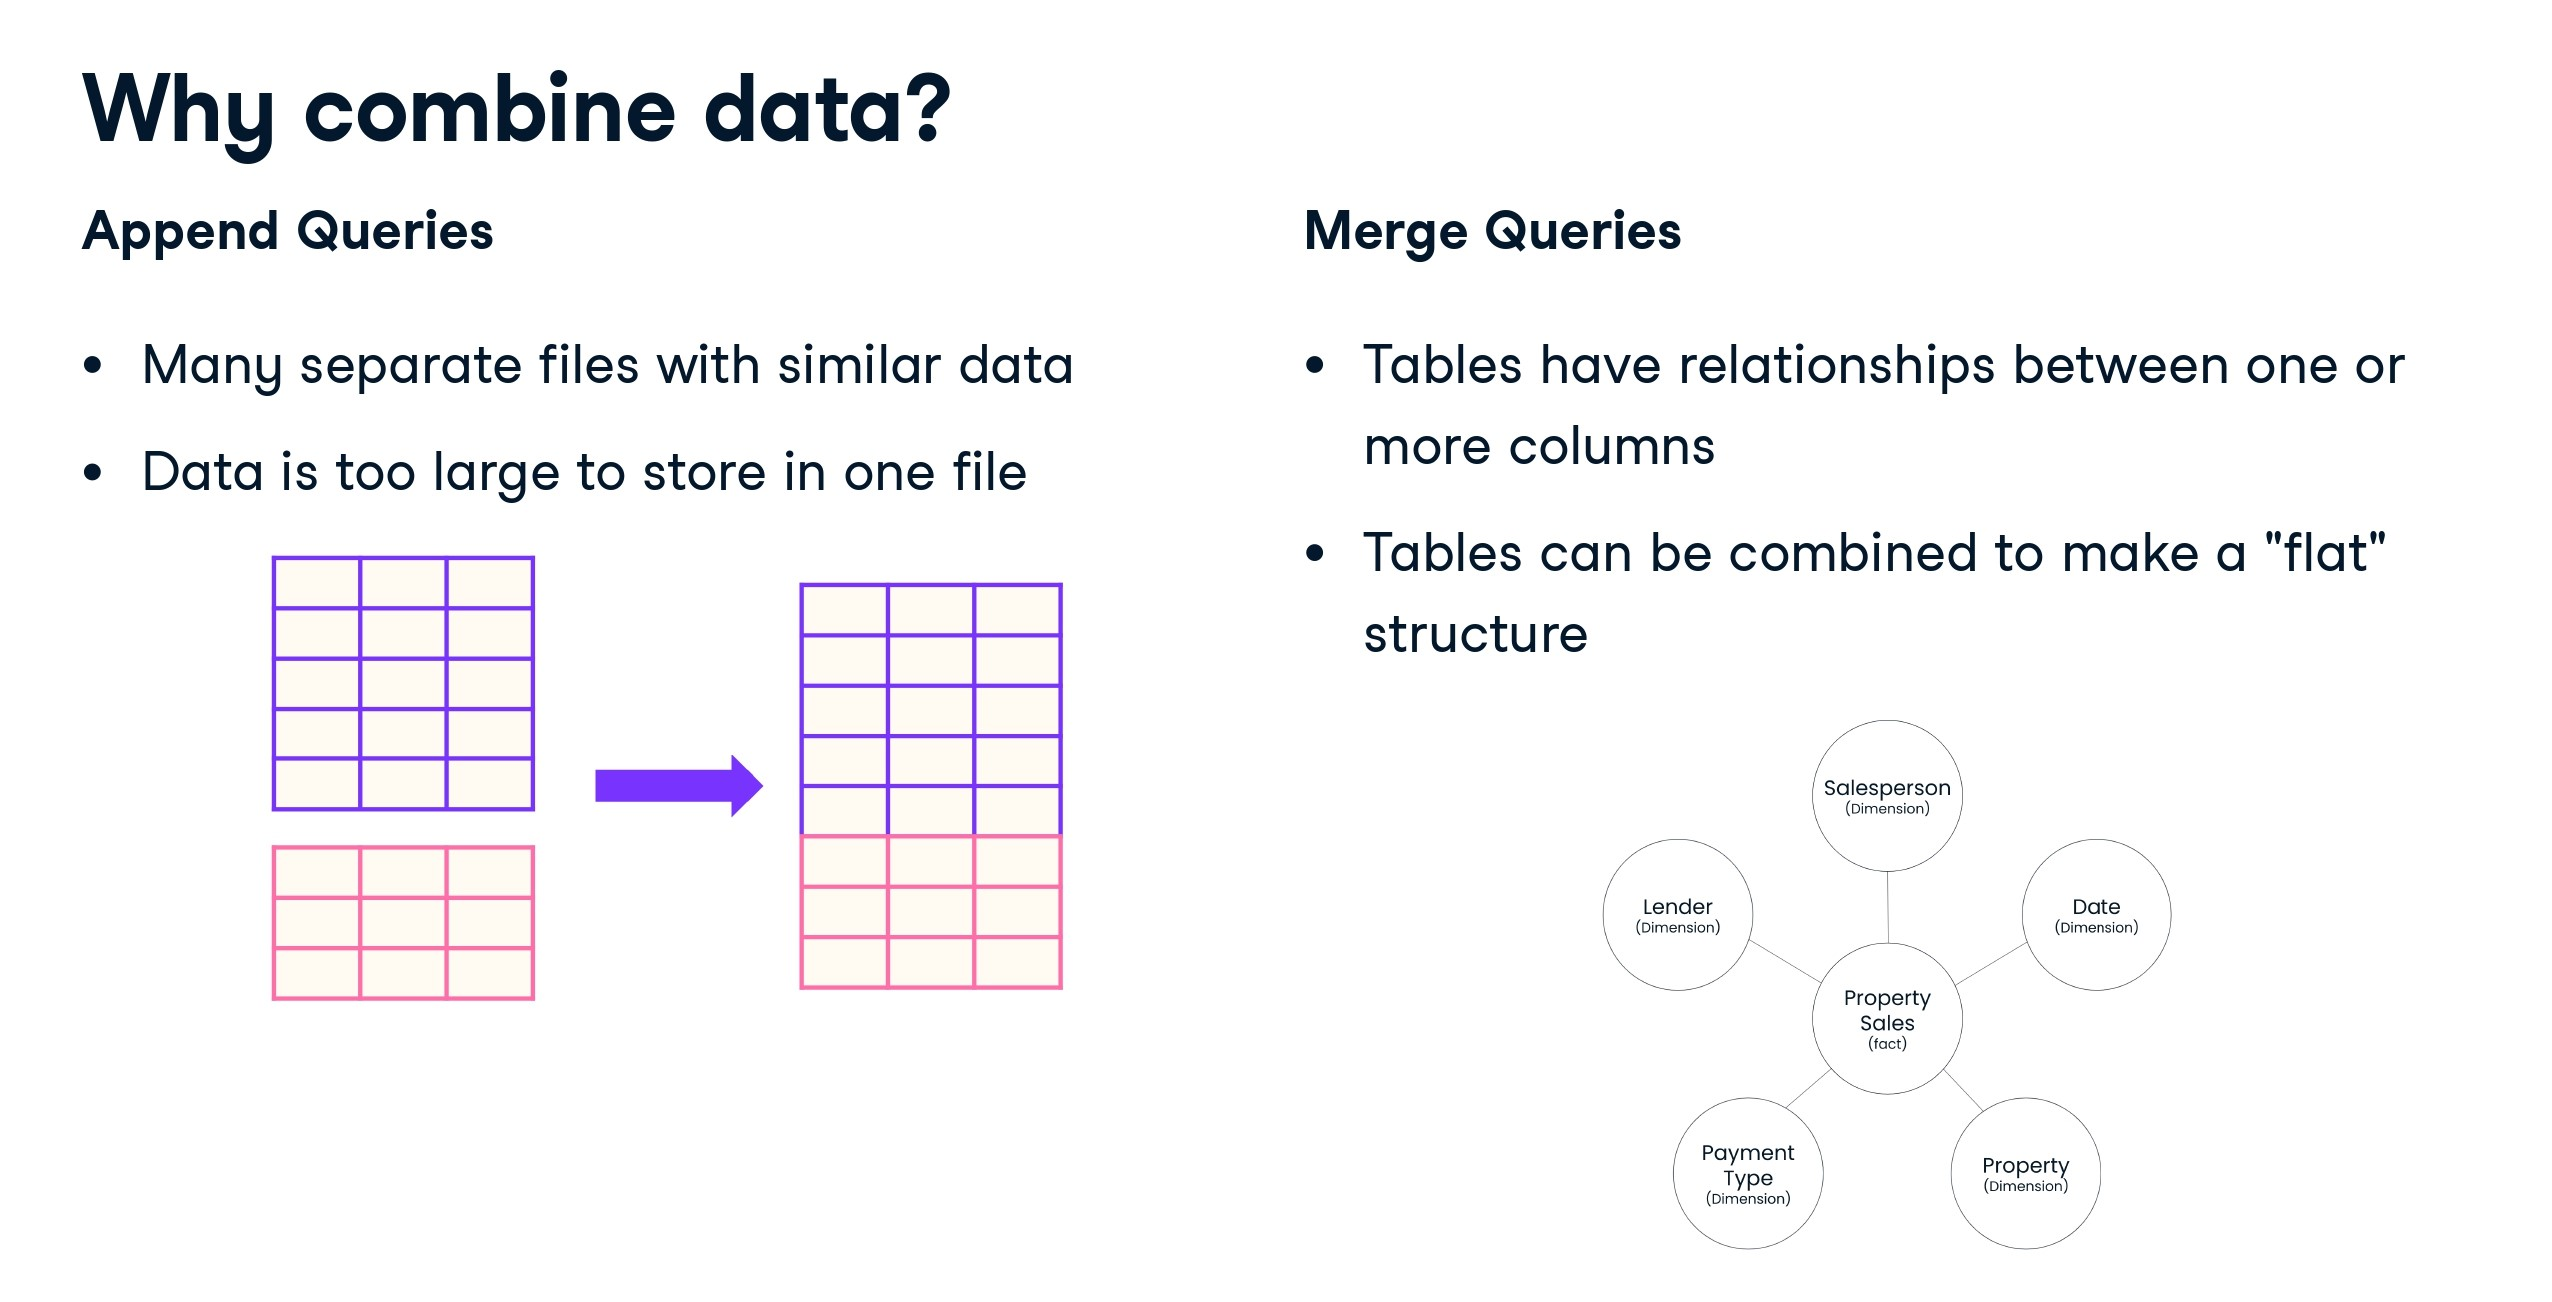 Why combine data?
Append Queries
• Many separate files with similar data
• Data is too large to store in one file
Merge Queries
• Tables have relationships between one or
more columns
• Tables can be combined to make a "flat"
structure
Salesperson
(Dimension)
Lender
(Dimension)
Date
(Dimension)
Property
Sales
(fact)
Payment
Type
(Dimension)
Property
(Dimension)